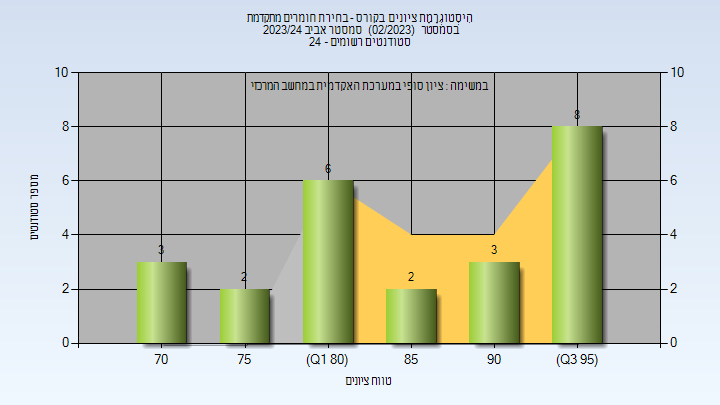 היסטוגרמת ציונים בקורס - בחירת חומרים מתקדמת
בסמסטר (02/2023) סמסטר אביב 2023/24
סטודנטים רשומים - 24
במשימה : ציון סופי במערכת האקדמית במחשב המרכזי
10 10
8 8
6 6
4 4
2 2
0 0
3 2 6 2 3 8
70 75 (Q1 80) 85 90 (Q3 95)
מספר סטודנטים
טווח ציונים